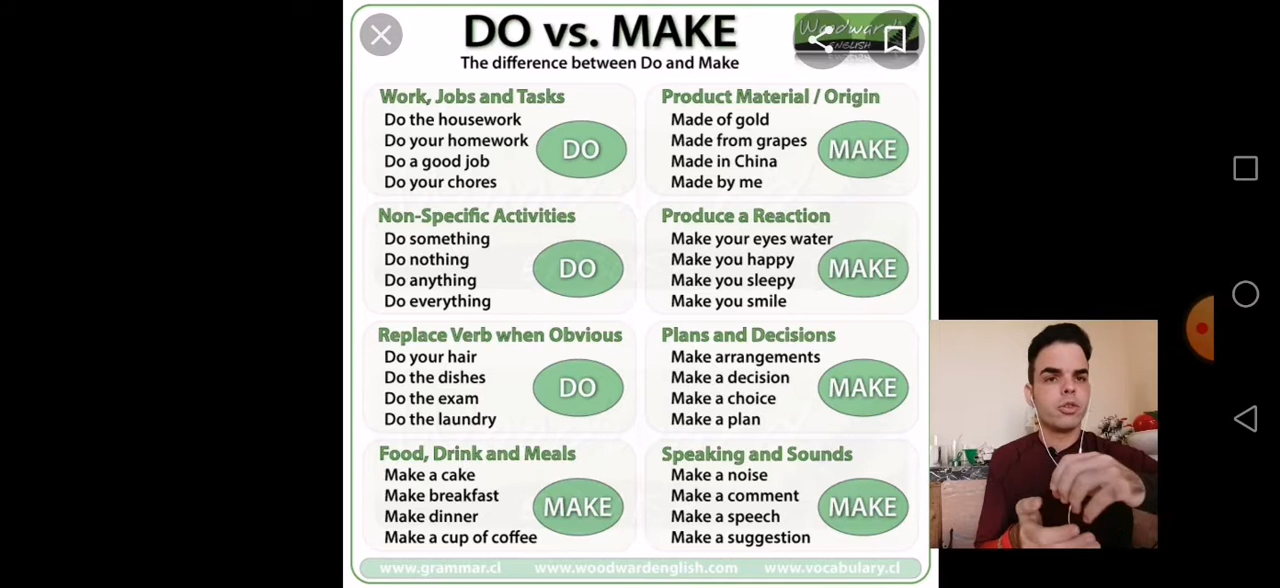 DO vs. MAKE
The difference between Do and Make
Woodward
ENGLISH
Work, Jobs and Tasks
Do the housework
Do your homework
Do a good job
Do your chores
DO
Product Material / Origin
Made of gold
Made from grapes
Made in China
Made by me
MAKE
Non-Specific Activities
Do something
Do nothing
Do anything
Do everything
DO
Produce a Reaction
Make your eyes water
Make you happy
Make you sleepy
Make you smile
MAKE
Replace Verb when Obvious
Do your hair
Do the dishes
Do the exam
Do the laundry
DO
Plans and Decisions
Make arrangements
Make a decision
Make a choice
Make a plan
MAKE
Food, Drink and Meals
Make a cake
Make breakfast
Make dinner
Make a cup of coffee
MAKE
Speaking and Sounds
Make a noise
Make a comment
Make a speech
Make a suggestion
MAKE
www.grammar.cl www.woodwardenglish.com www.vocabulary.cl